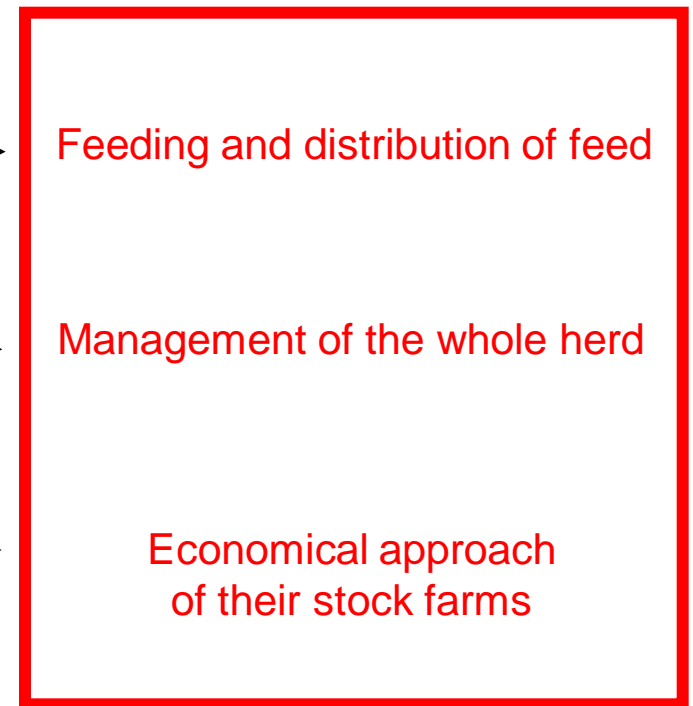 Feeding and distribution of feed
Management of the whole herd
Economical approach
of their stock farms